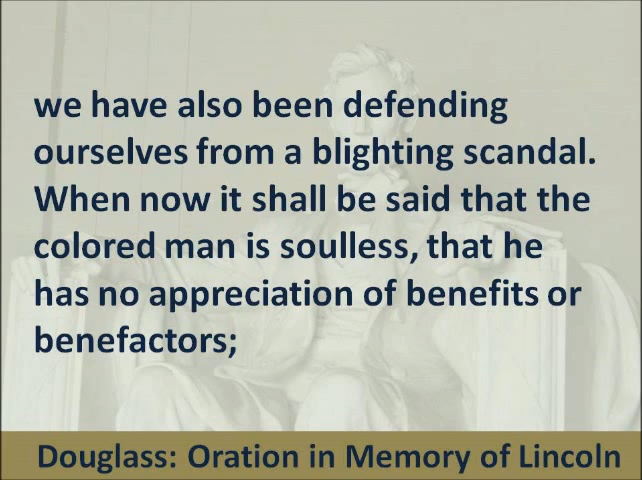 we have also been defending
ourselves from a blighting scandal.
When now it shall be said that the
colored man is soulless, that he
has no appreciation of benefits or
benefactors;
Douglass: Oration in Memory of Lincoln